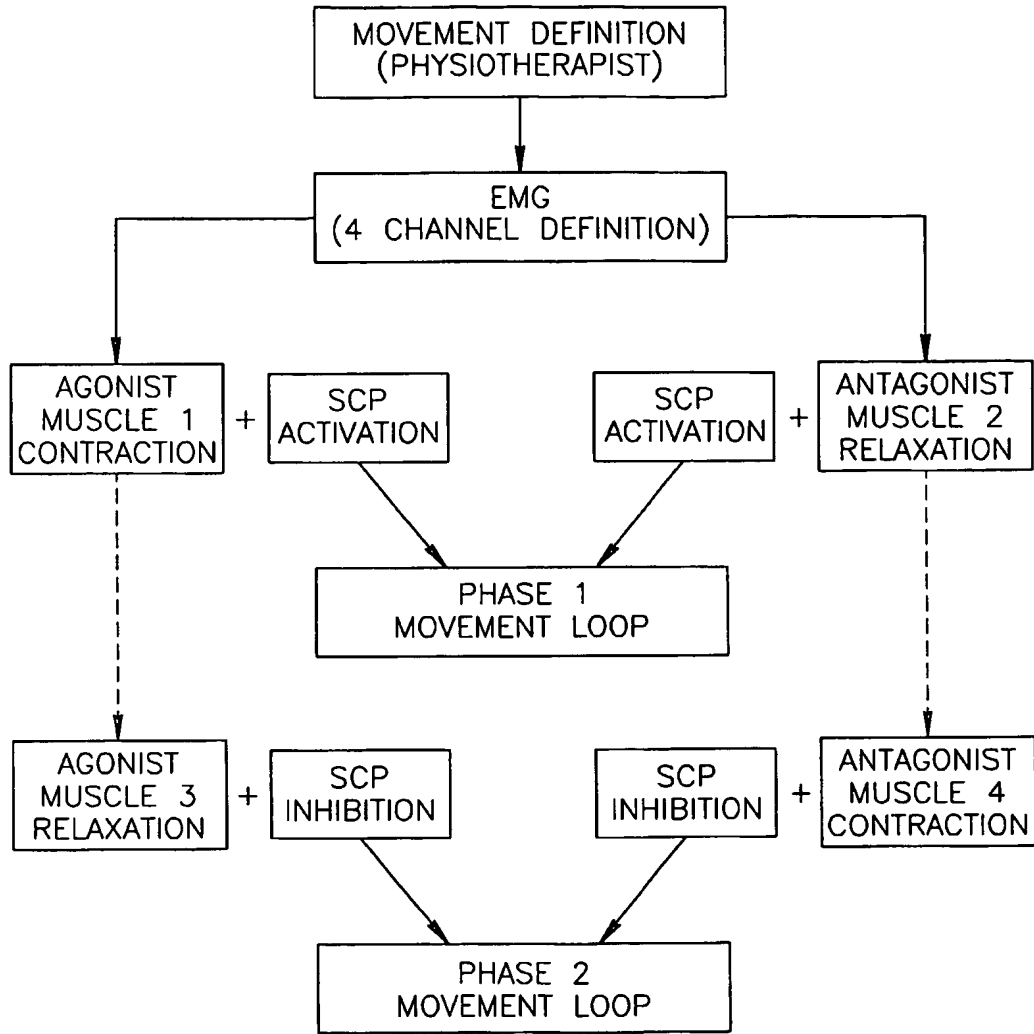 MOVEMENT DEFINITION
(PHYSIOTHERAPIST)
EMG
(4 CHANNEL DEFINITION)
AGONIST
MUSCLE 1
CONTRACTION
+
SCP
ACTIVATION
SCP
ACTIVATION
+
ANTAGONIST
MUSCLE 2
RELAXATION
PHASE 1
MOVEMENT LOOP
AGONIST
MUSCLE 3
RELAXATION
+
SCP
INHIBITION
SCP
INHIBITION
+
ANTAGONIST
MUSCLE 4
CONTRACTION
PHASE 2
MOVEMENT LOOP